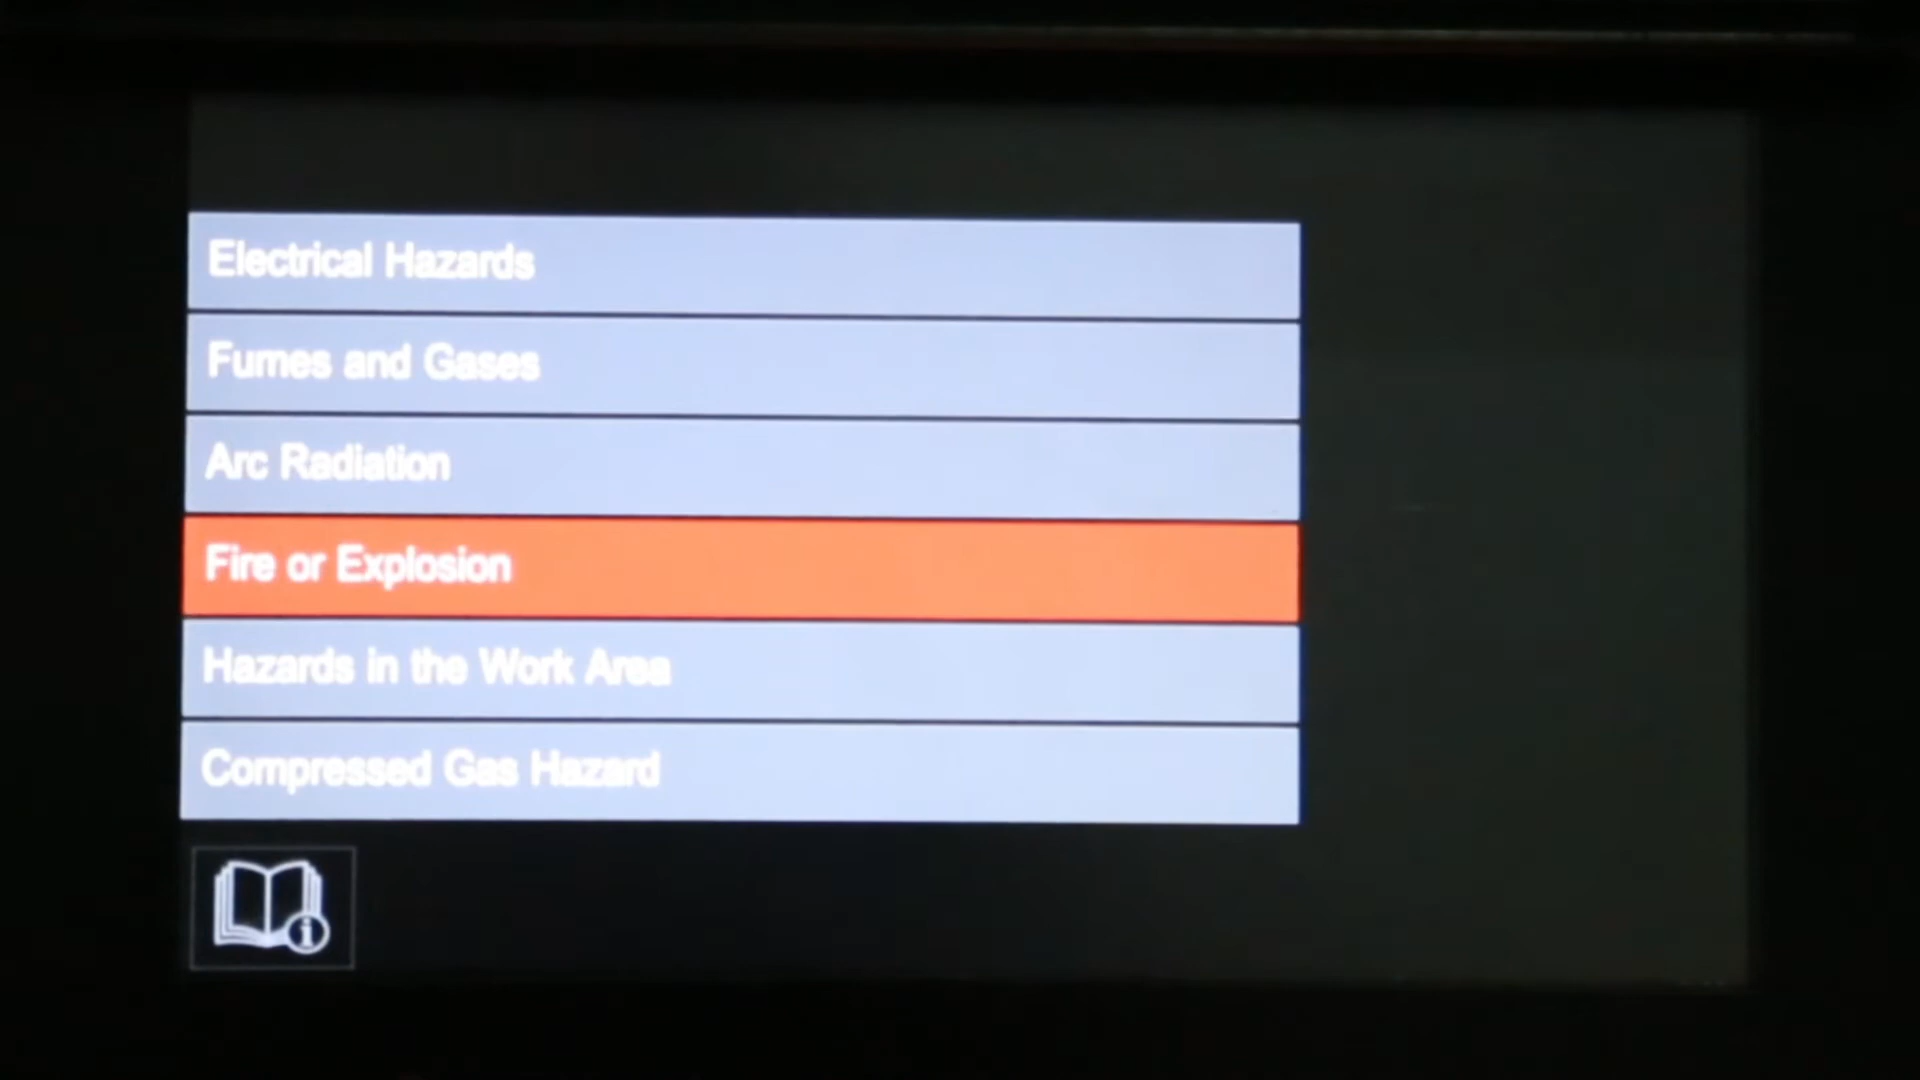 Electrical Hazards
Fumes and Gases
Arc Radiation
Fire or Explosion
Hazards in the Work Area
Compressed Gas Hazard
i